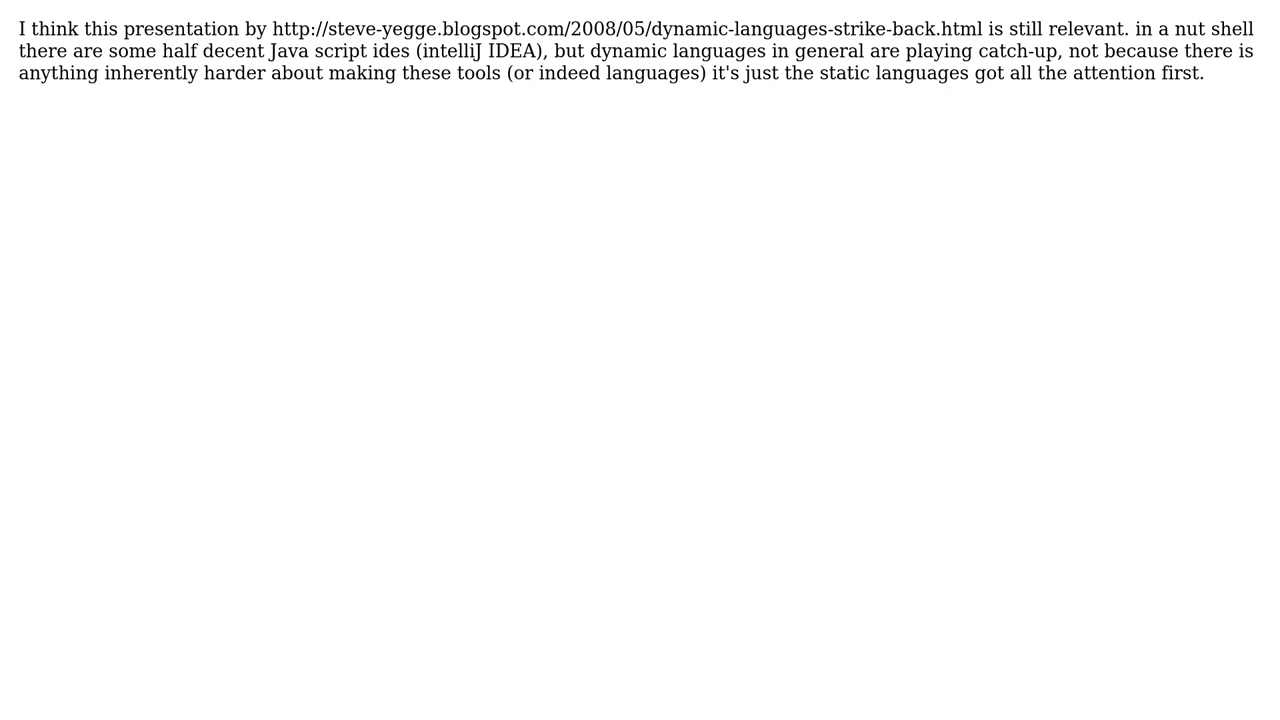 I think this presentation by http://steve-yegge.blogspot.com/2008/05/dynamic-languages-strike-back.html is still relevant. in a nut shell
there are some half decent Java script ides (intelliJ IDEA), but dynamic languages in general are playing catch-up, not because there is
anything inherently harder about making these tools (or indeed languages) it's just the static languages got all the attention first.